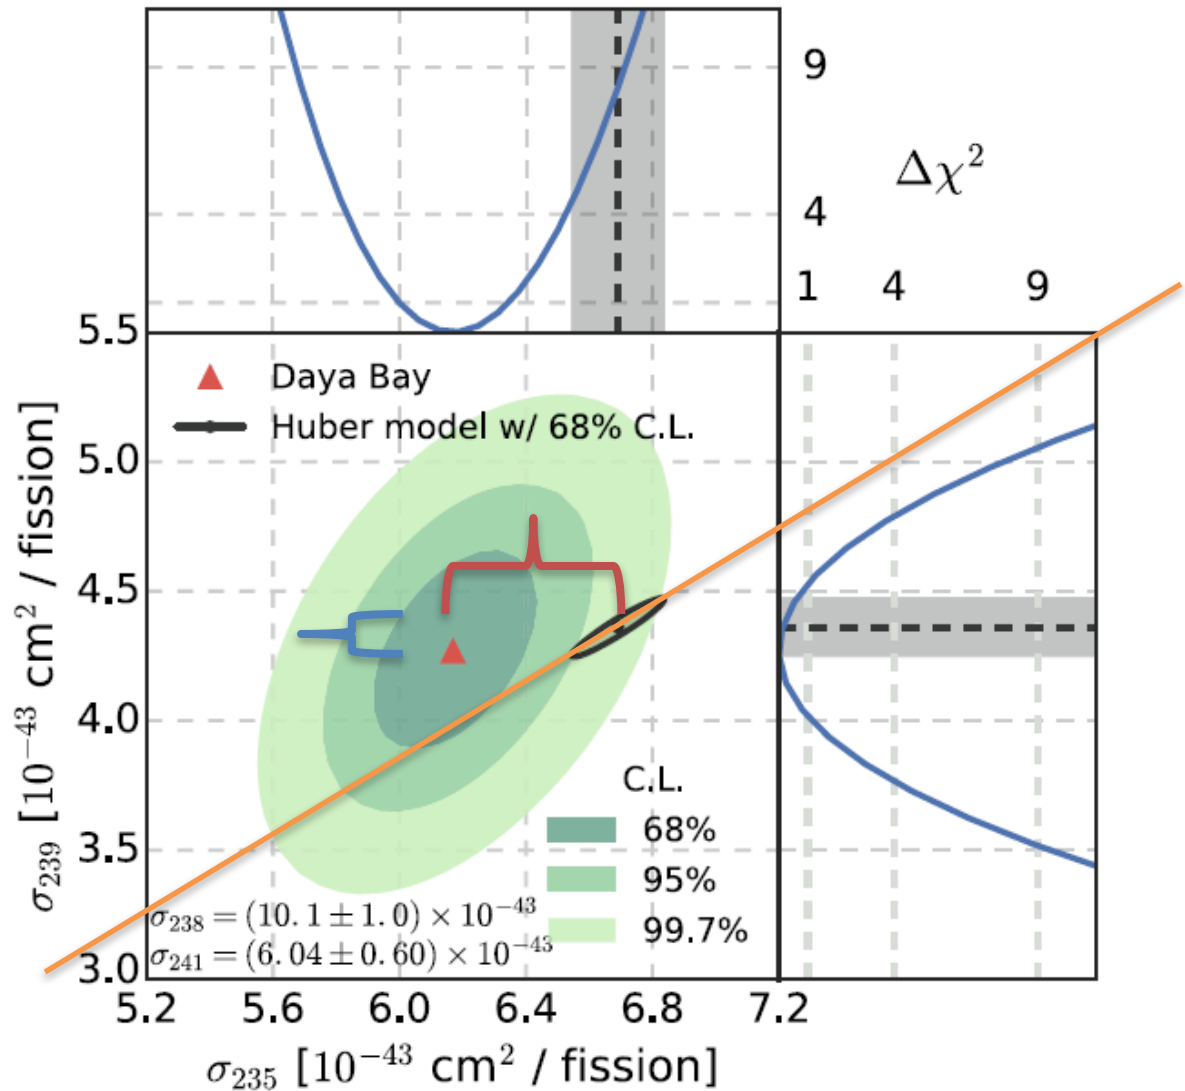 9
4
Δχ²
1 4 9
5.5
5.0
4.5
4.0
3.5
3.0
σ₂₃₉ [10⁻⁴³ cm² / fission]
Daya Bay
Huber model w/ 68% C.L.
C.L.
68%
95%
99.7%
σ₂₃₈ = (10.1 ± 1.0) × 10⁻⁴³
σ₂₄₁ = (6.04 ± 0.60) × 10⁻⁴³
5.2 5.6 6.0 6.4 6.8 7.2
σ₂₃₅ [10⁻⁴³ cm² / fission]